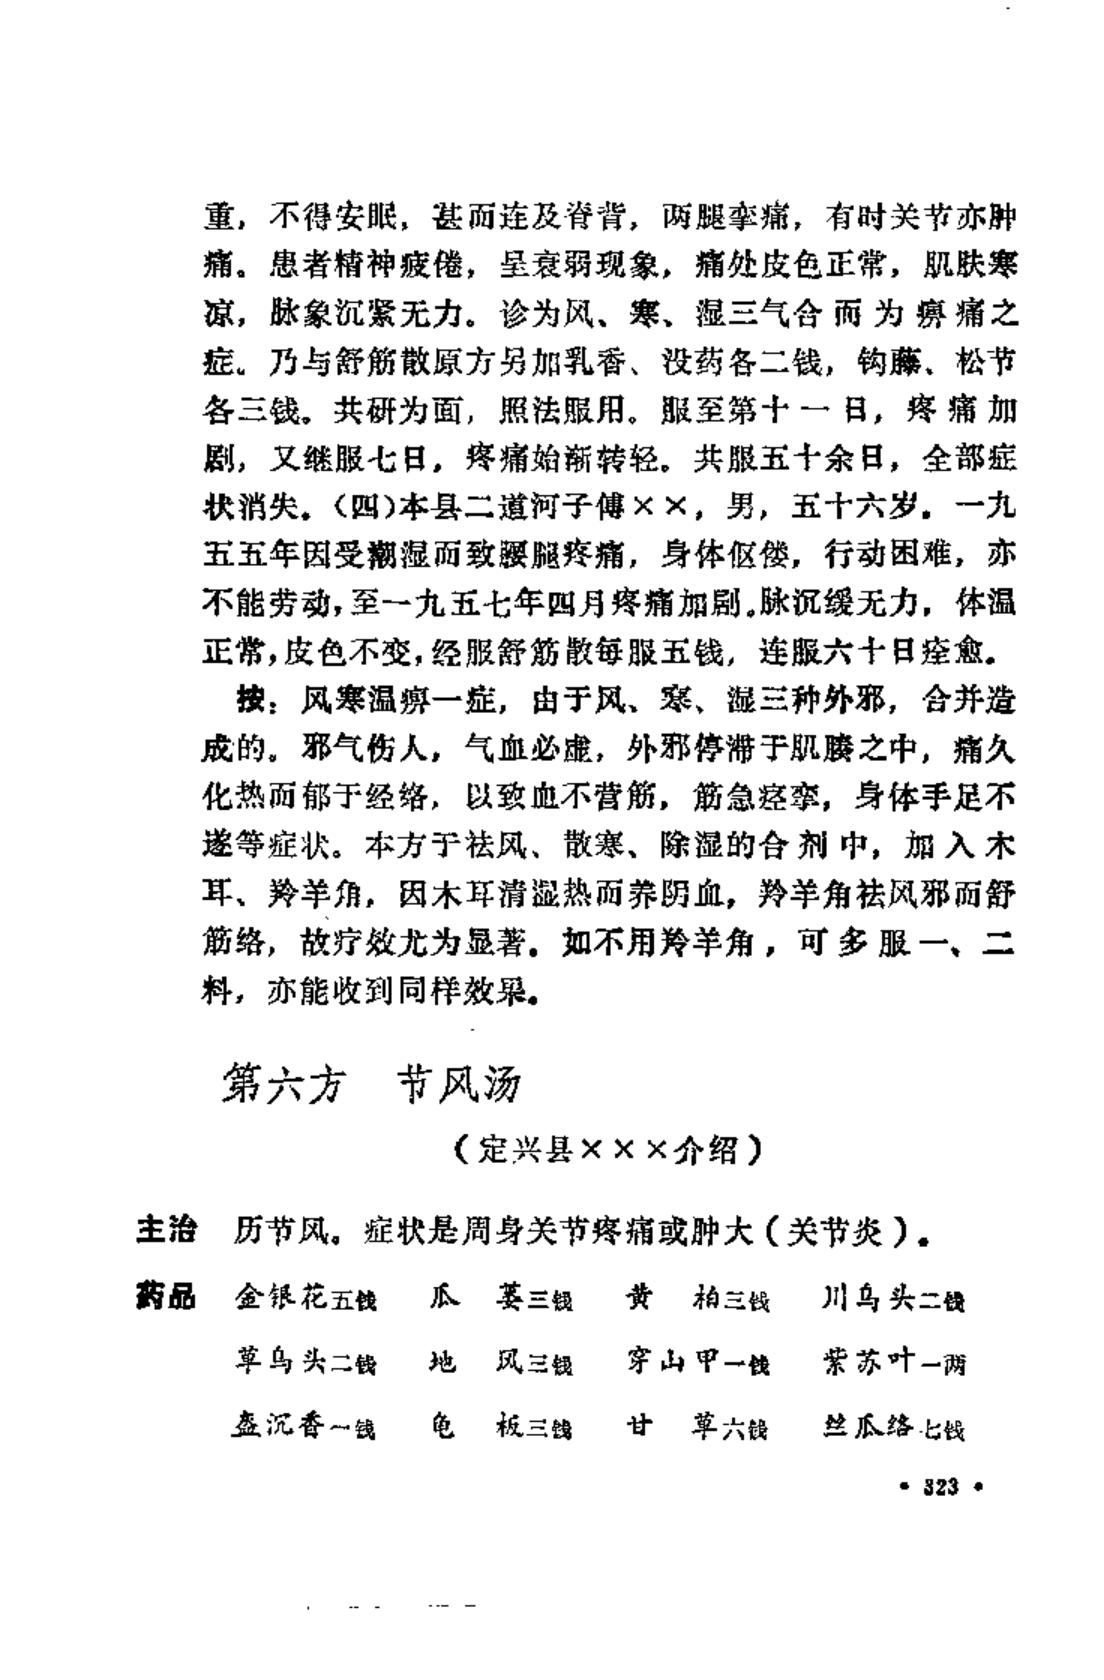 重，不得安眠，甚而连及脊背，两腿挛痛，有时关节亦肿
痛。患者精神疲倦，呈衰弱现象，痛处皮色正常，肌肤寒
凉，脉象沉紧无力。诊为风、寒、湿三气合而为痹痛之
症。乃与舒筋散原方另加乳香、没药各二钱，钩藤、松节
各三钱。共研为面，照法服用。服至第十一日，疼痛加
剧，又继服七日，疼痛始渐转轻。共服五十余日，全部症
状消失。（四）本县二道河子傅××，男，五十六岁。一九
五五年因受潮湿而致腰腿疼痛，身体伛偻，行动困难，亦
不能劳动，至一九五七年四月疼痛加剧。脉沉缓无力，体温
正常，皮色不变，经服舒筋散每服五钱，连服六十日痊愈。
按：风寒温痹一症，由于风、寒、湿三种外邪，合并造
成的。邪气伤人，气血必虚，外邪停滞于肌腠之中，痛久
化热而郁于经络，以致血不营筋，筋急痉挛，身体手足不
遂等症状。本方于祛风、散寒、除湿的合剂中，加入木
耳、羚羊角，因木耳清湿热而养阴血，羚羊角祛风邪而舒
筋络，故疗效尤为显著。如不用羚羊角，可多服一、二
料，亦能收到同样效果。
第六方 节风汤
（定兴县×××介绍）
主治 历节风。症状是周身关节疼痛或肿大（关节炎）。
药品 金银花五钱 瓜蒌三钱 黄柏三钱 川乌头二钱
草乌头二钱 地风三钱 穿山甲一钱 紫苏叶一两
盔沉香一钱 龟板三钱 甘草六钱 丝瓜络七钱
• 323 •